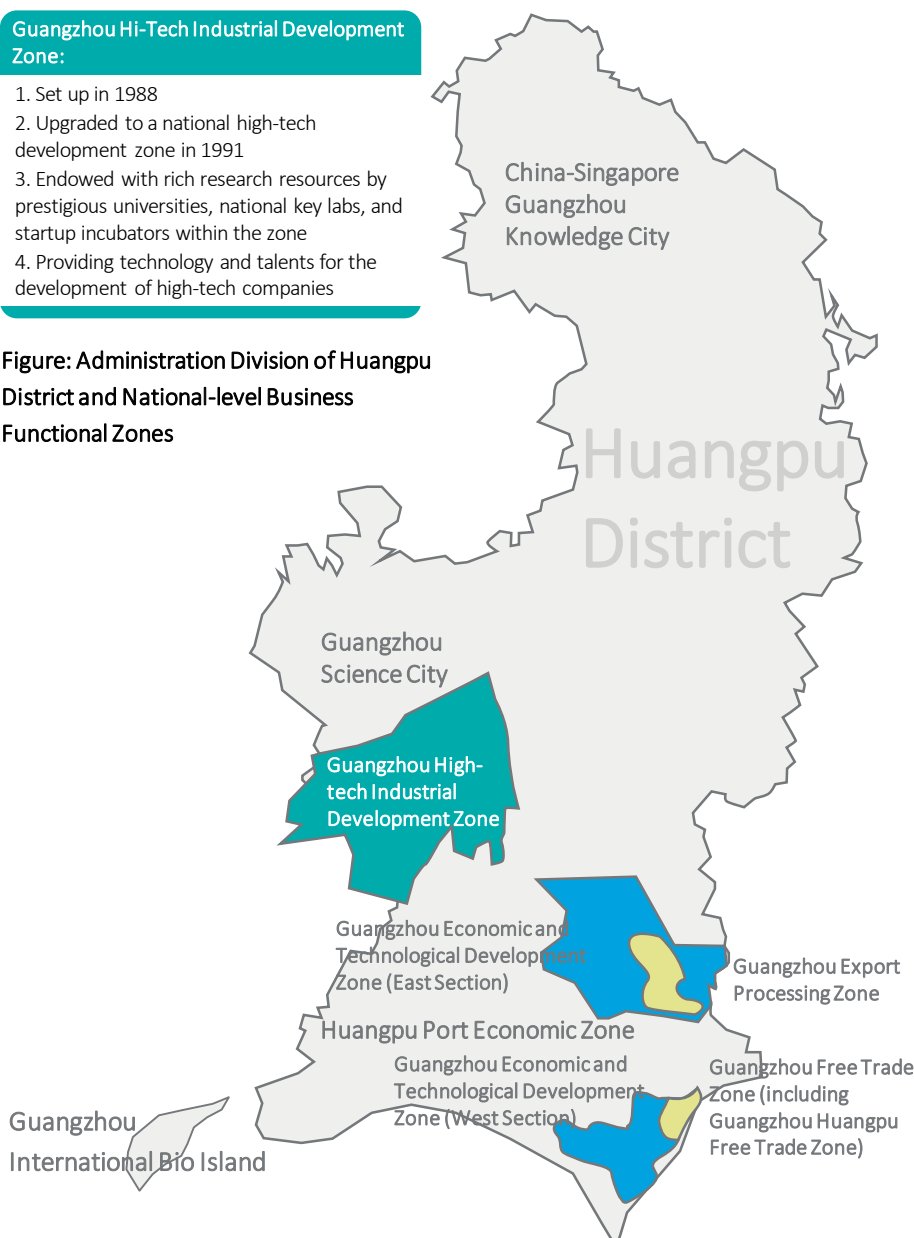 Guangzhou Hi-Tech Industrial Development
Zone:
1. Set up in 1988
2. Upgraded to a national high-tech
development zone in 1991
3. Endowed with rich research resources by
prestigious universities, national key labs, and
startup incubators within the zone
4. Providing technology and talents for the
development of high-tech companies
Figure: Administration Division of Huangpu
District and National-level Business
Functional Zones
China-Singapore
Guangzhou
Knowledge City
Huangpu
District
Guangzhou
Science City
Guangzhou High-
tech Industrial
Development Zone
Guangzhou Economic and
Technological Development
Zone (East Section)
Guangzhou Export
Processing Zone
Huangpu Port Economic Zone
Guangzhou Economic and
Technological Development
Zone (West Section)
Guangzhou Free Trade
Zone (including
Guangzhou Huangpu
Free Trade Zone)
Guangzhou
International Bio Island